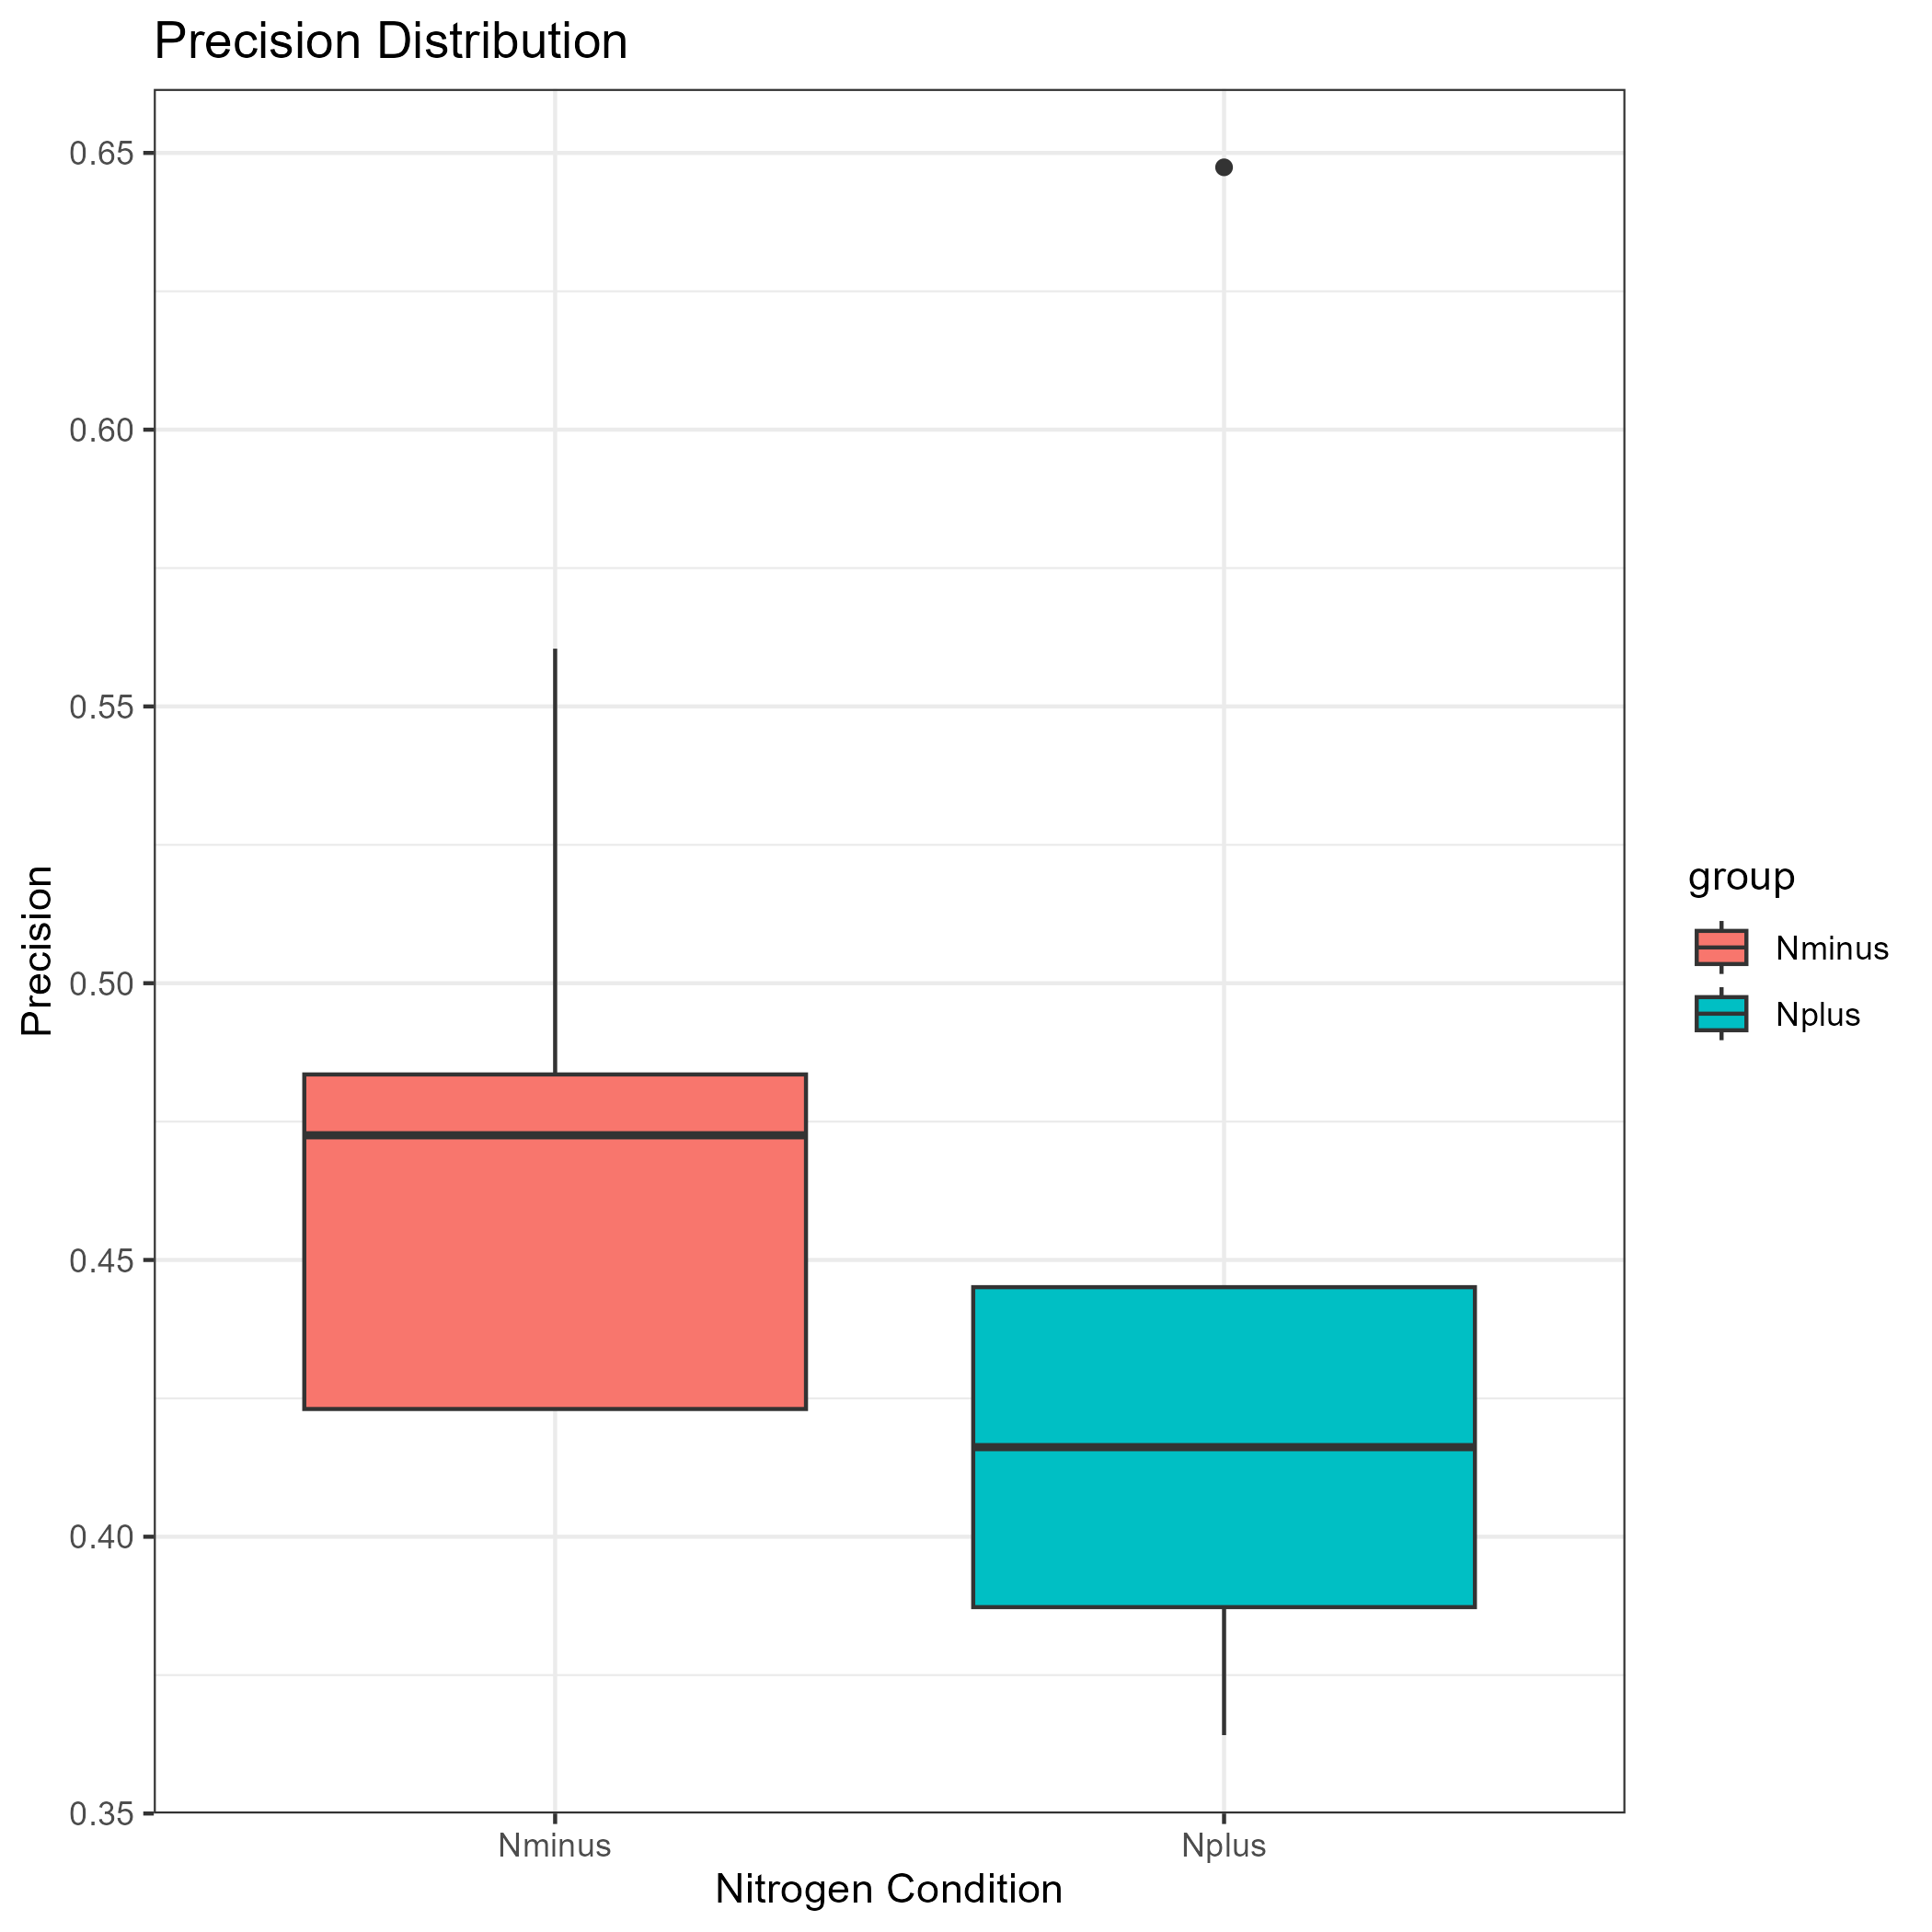 Precision Distribution
Precision
0.65
0.60
0.55
0.50
0.45
0.40
0.35
Nminus
Nplus
Nitrogen Condition
group
Nminus
Nplus